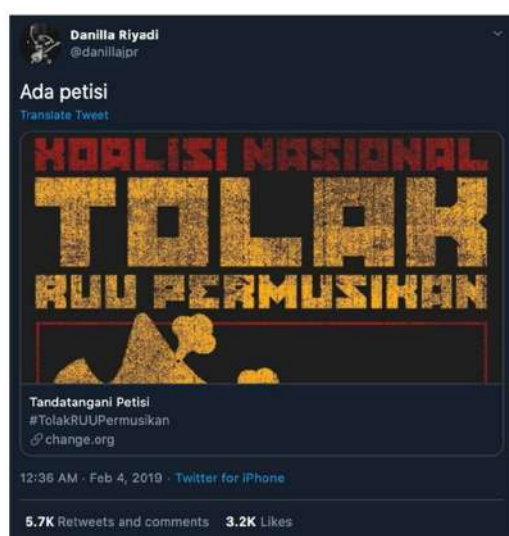 Danilla Riyadi
@danillajpr
Ada petisi
Translate Tweet
KOALISI NASIONAL
TOLAK
RUU PERMUSIKAN
Tandatangani Petisi
#TolakRUUPermusikan
change.org
12:36 AM · Feb 4, 2019 · Twitter for iPhone
5.7K Retweets and comments 3.2K Likes